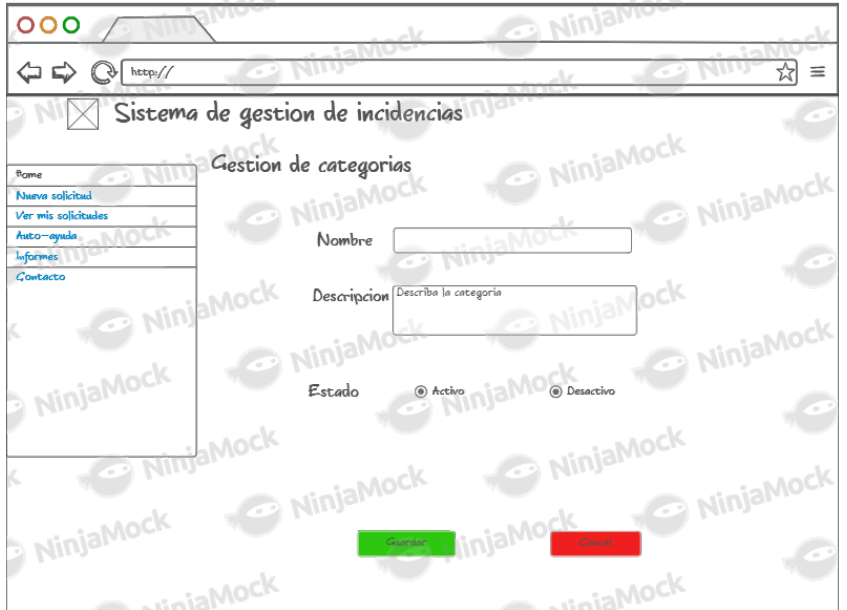 http://
Sistema de gestion de incidencias
Gestion de categorias
Home
Nueva solicitud
Ver mis solicitudes
Auto-ayuda
Informes
Contacto
Nombre
Descripcion
Describa la categoria
Estado
Activo
Desactivo
Guardar
Cancel
NinjaMock